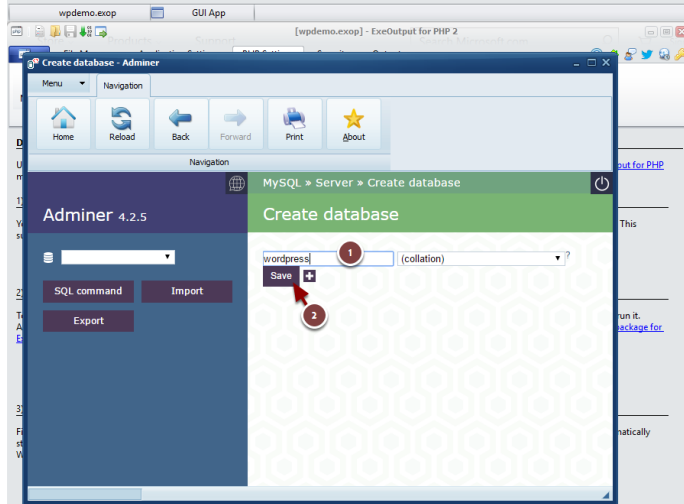 wpdemo.exop GUI App
[wpdemo.exop] - ExeOutput for PHP 2
Create database - Adminer
Menu Navigation
Home Reload Back Forward Print About
Navigation
MySQL » Server » Create database
Adminer 4.2.5
Create database
wordpress (collation) ?
1
Save
2
SQL command Import
Export
out for PHP
This
run it.
package for
matically